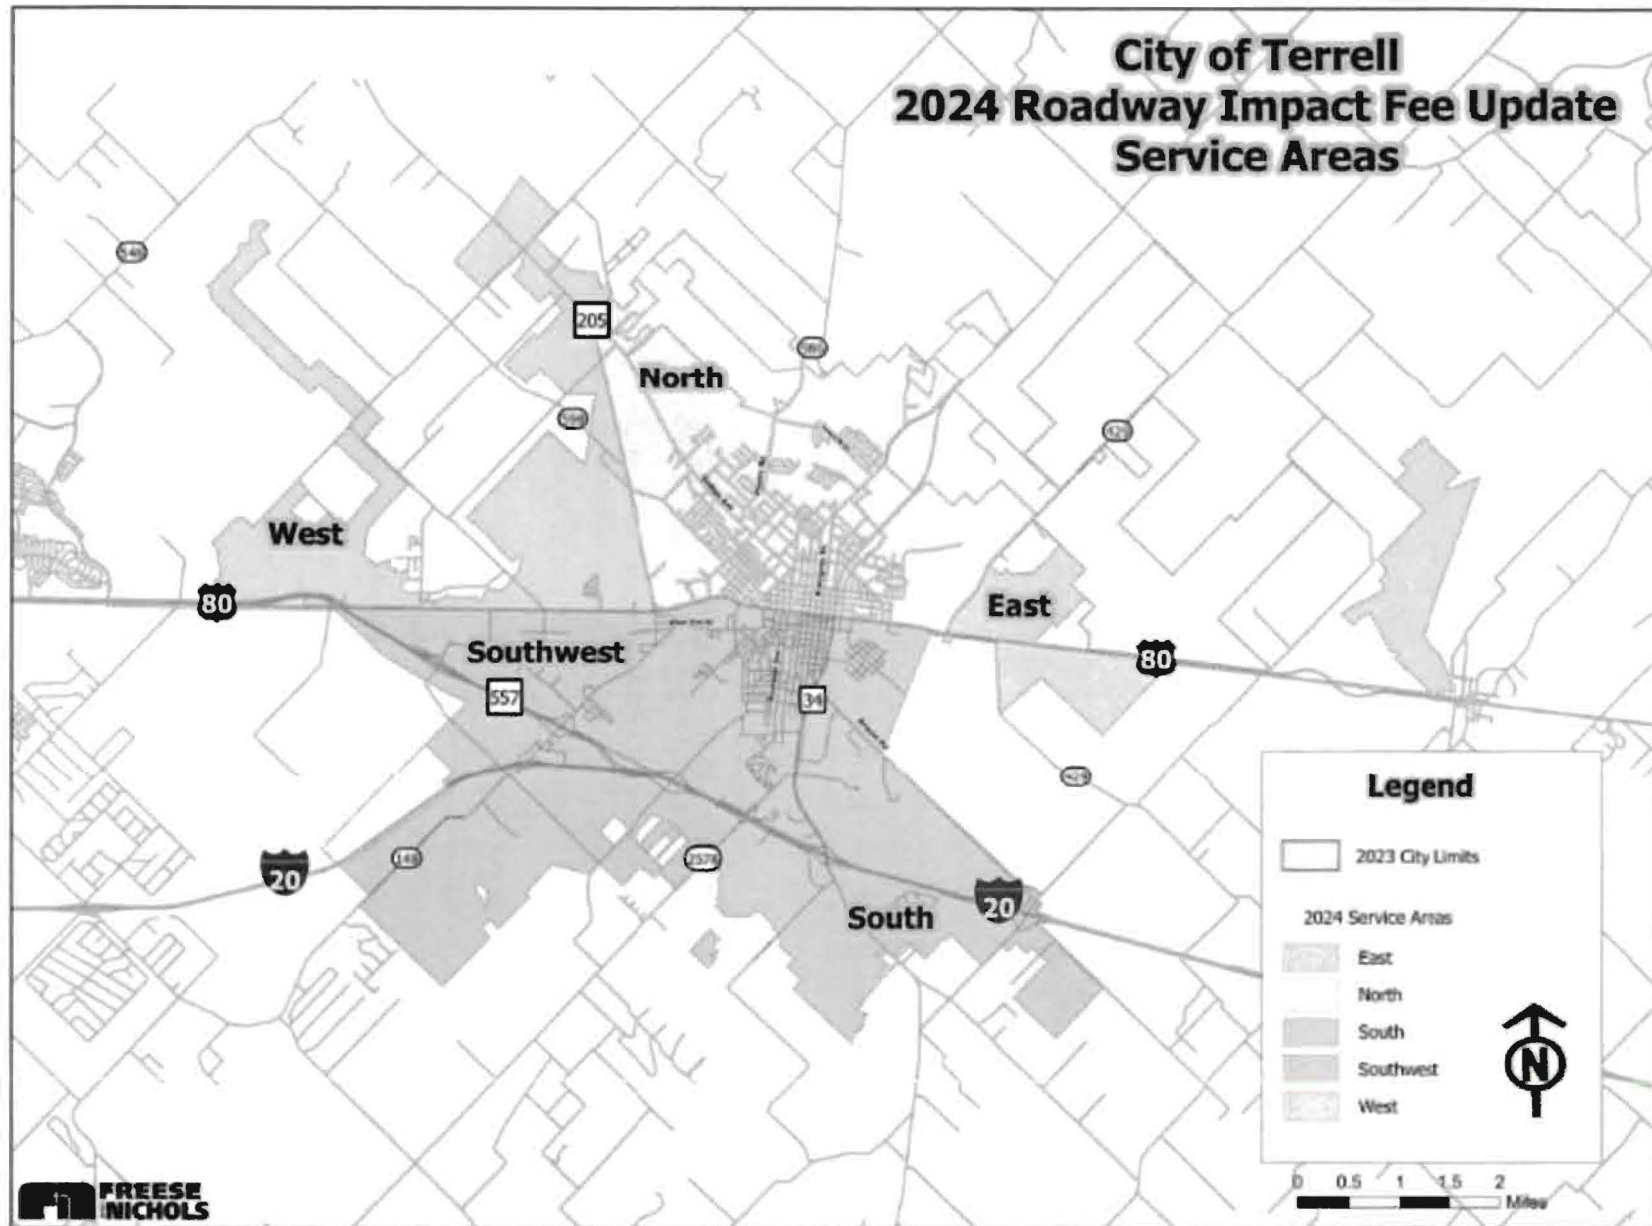 City of Terrell
2024 Roadway Impact Fee Update
Service Areas
205
North
West
80
East
80
Southwest
557
34
20
148
South
20
Legend
2023 City Limits
2024 Service Areas
East
North
South
Southwest
West
N
0 0.5 1 1.5 2
Miles
FREESE
NICHOLS